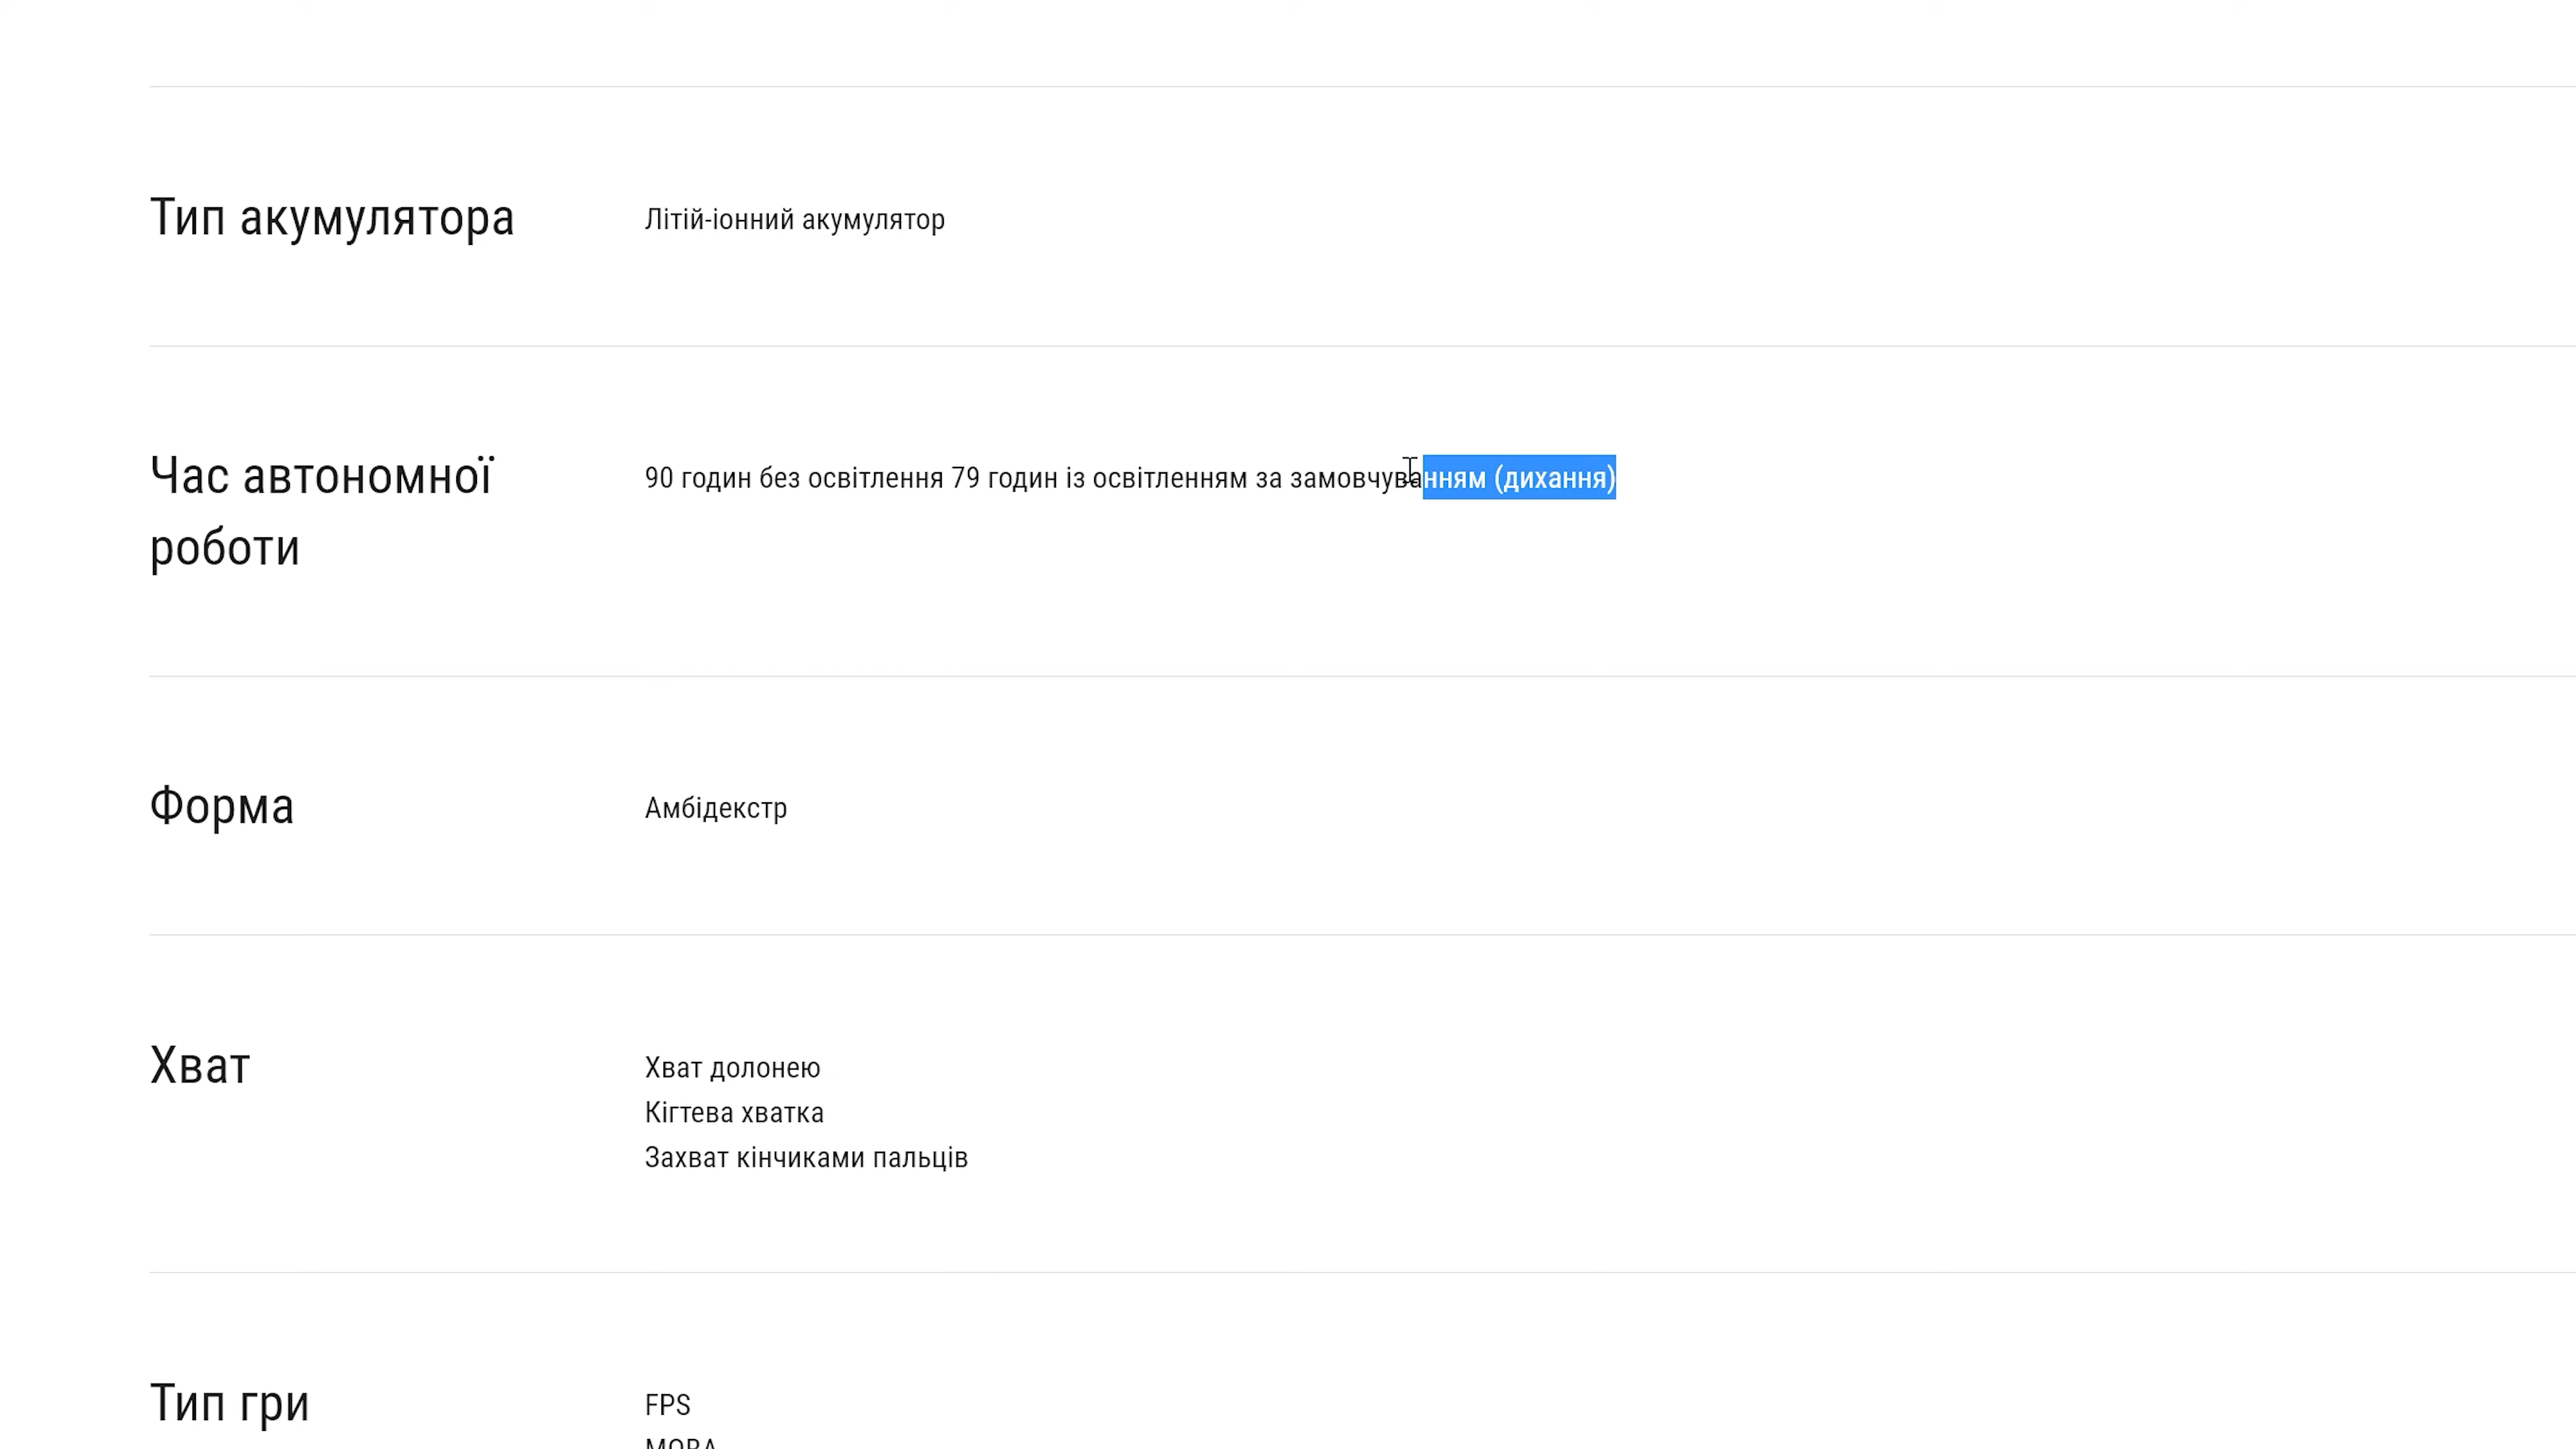 Тип акумулятора
Літій-іонний акумулятор
Час автономної
роботи
90 годин без освітлення 79 годин із освітленням за замовчуванням (дихання)
Форма
Амбідекстр
Хват
Хват долонею
Кігтева хватка
Захват кінчиками пальців
Тип гри
FPS
MOBA